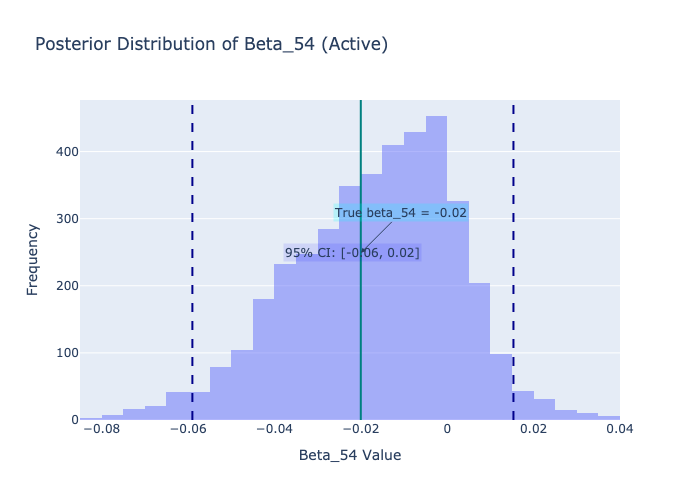 Posterior Distribution of Beta_54 (Active)
Frequency
400
300
200
100
0
True beta_54 = -0.02
95% CI: [-0.06, 0.02]
−0.08 −0.06 −0.04 −0.02 0 0.02 0.04
Beta_54 Value